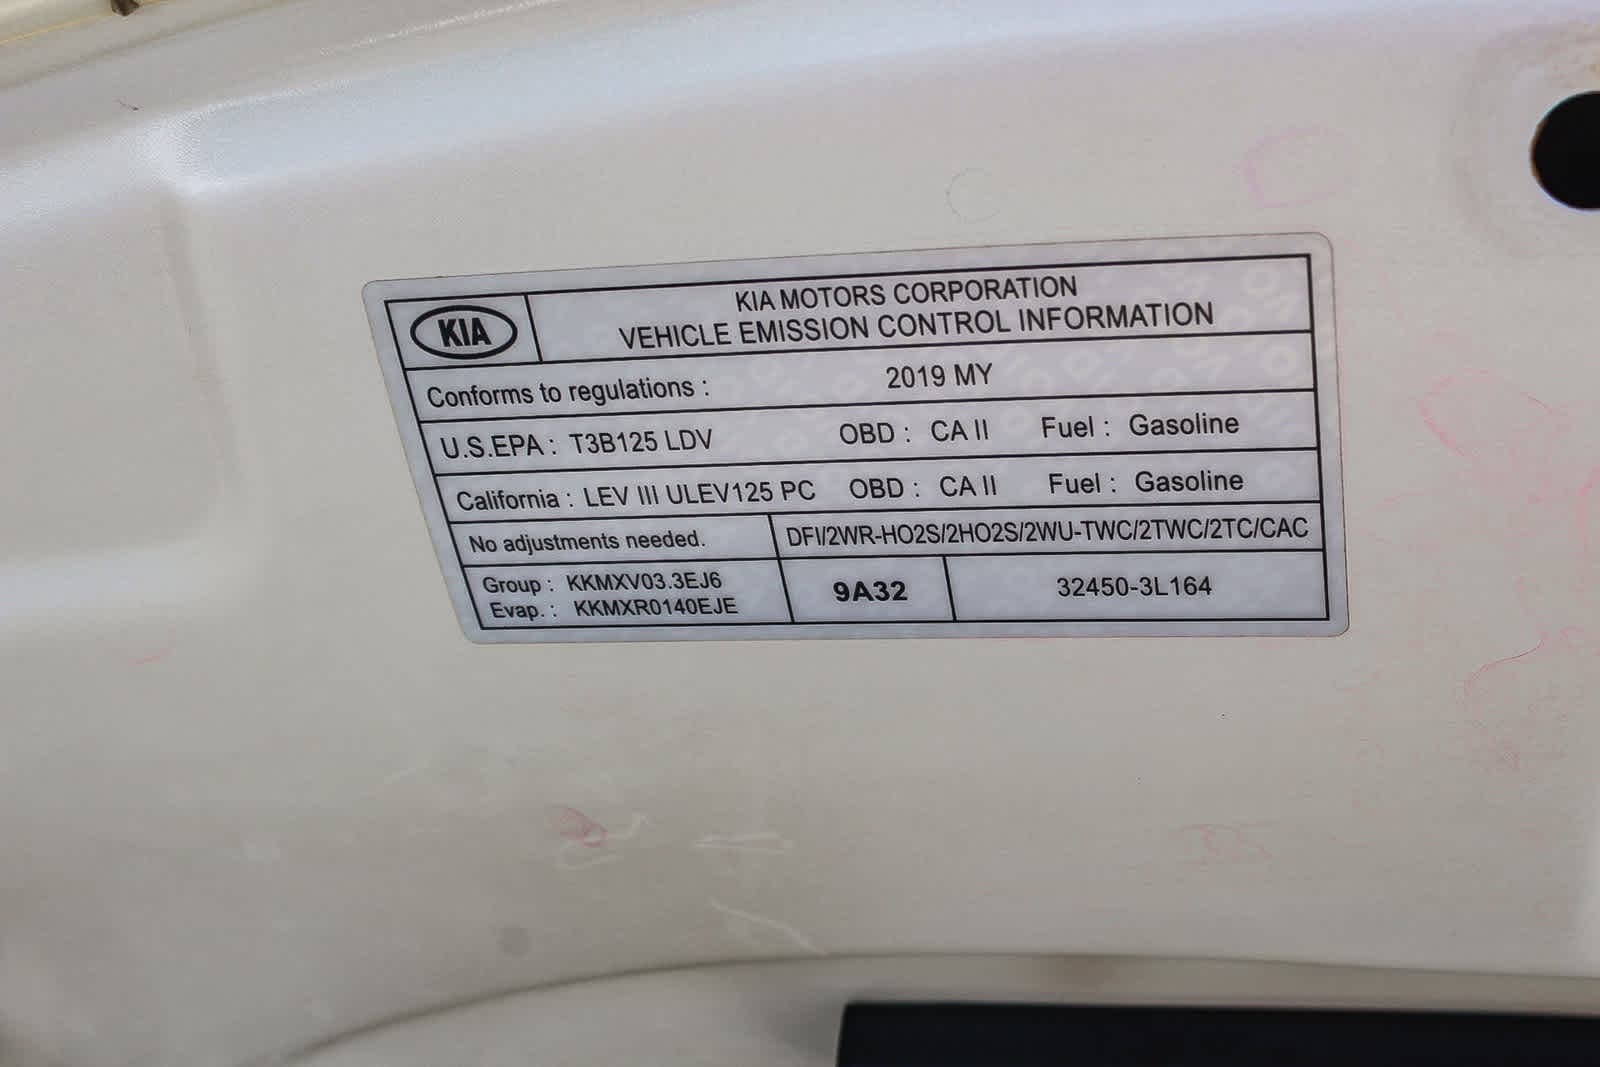 KIA
KIA MOTORS CORPORATION
VEHICLE EMISSION CONTROL INFORMATION
Conforms to regulations : 2019 MY
U.S.EPA : T3B125 LDV OBD : CA II Fuel : Gasoline
California : LEV III ULEV125 PC OBD : CA II Fuel : Gasoline
No adjustments needed. DFI/2WR-HO2S/2HO2S/2WU-TWC/2TWC/2TC/CAC
Group : KKMXV03.3EJ6
Evap. : KKMXR0140EJE
9A32
32450-3L164